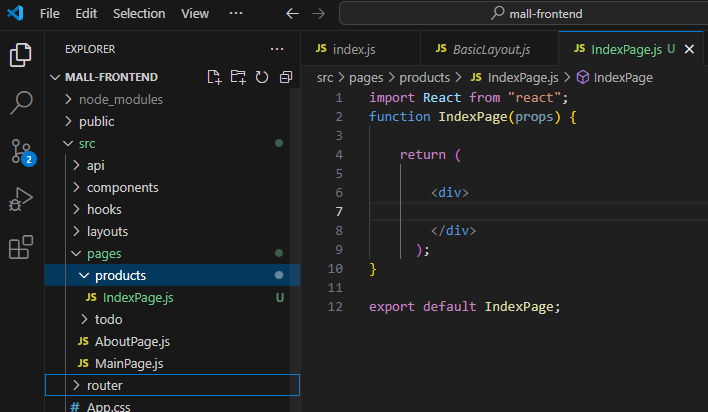 File Edit Selection View ··· mall-frontend
EXPLORER ···
MALL-FRONTEND
node_modules
public
src
api
components
hooks
layouts
pages
products
JS IndexPage.js U
todo
JS AboutPage.js
JS MainPage.js
router
# App.css
2
JS index.js
JS BasicLayout.js
JS IndexPage.js U
src > pages > products > JS IndexPage.js > IndexPage
1 import React from "react";
2 function IndexPage(props) {
3
4 return (
5
6 <div>
7
8 </div>
9 );
10 }
11
12 export default IndexPage;